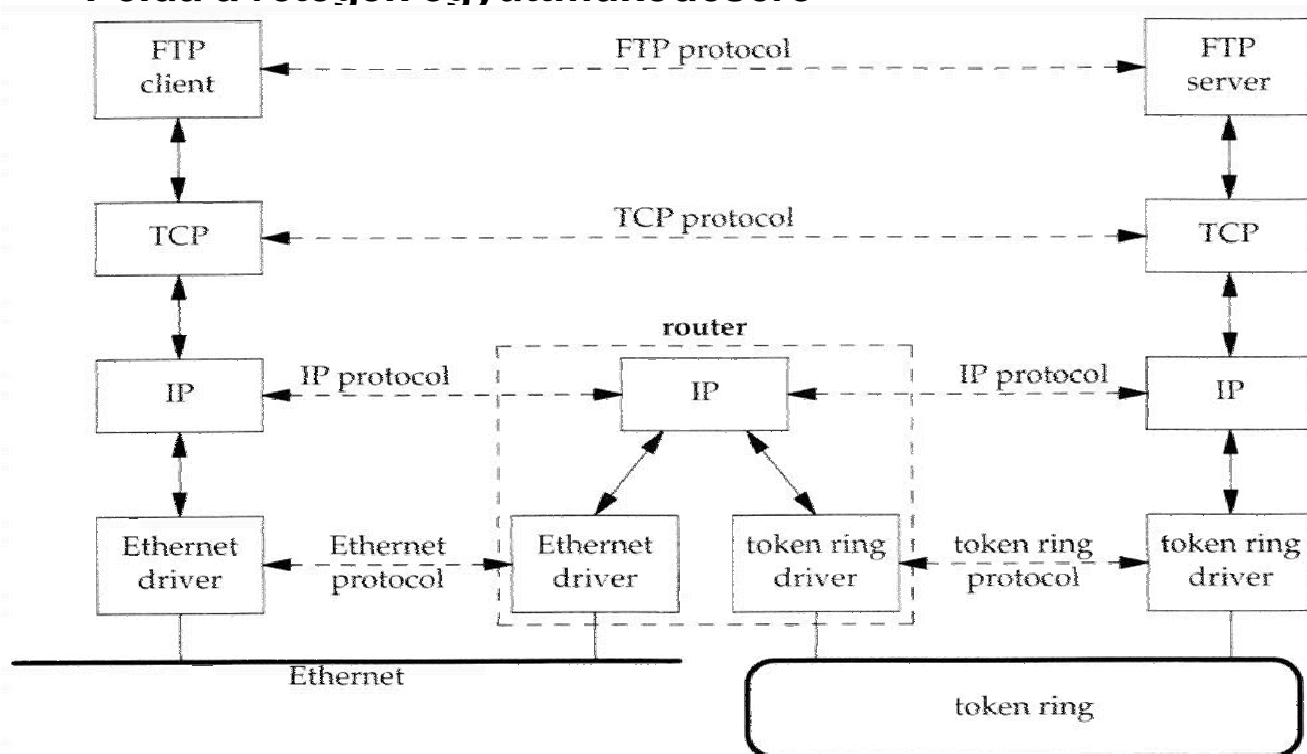 FTP
client
FTP protocol
FTP
server
TCP
TCP protocol
TCP
router
IP
IP protocol
IP
IP protocol
IP
Ethernet
driver
Ethernet
protocol
Ethernet
driver
token ring
driver
token ring
protocol
token ring
driver
Ethernet
token ring